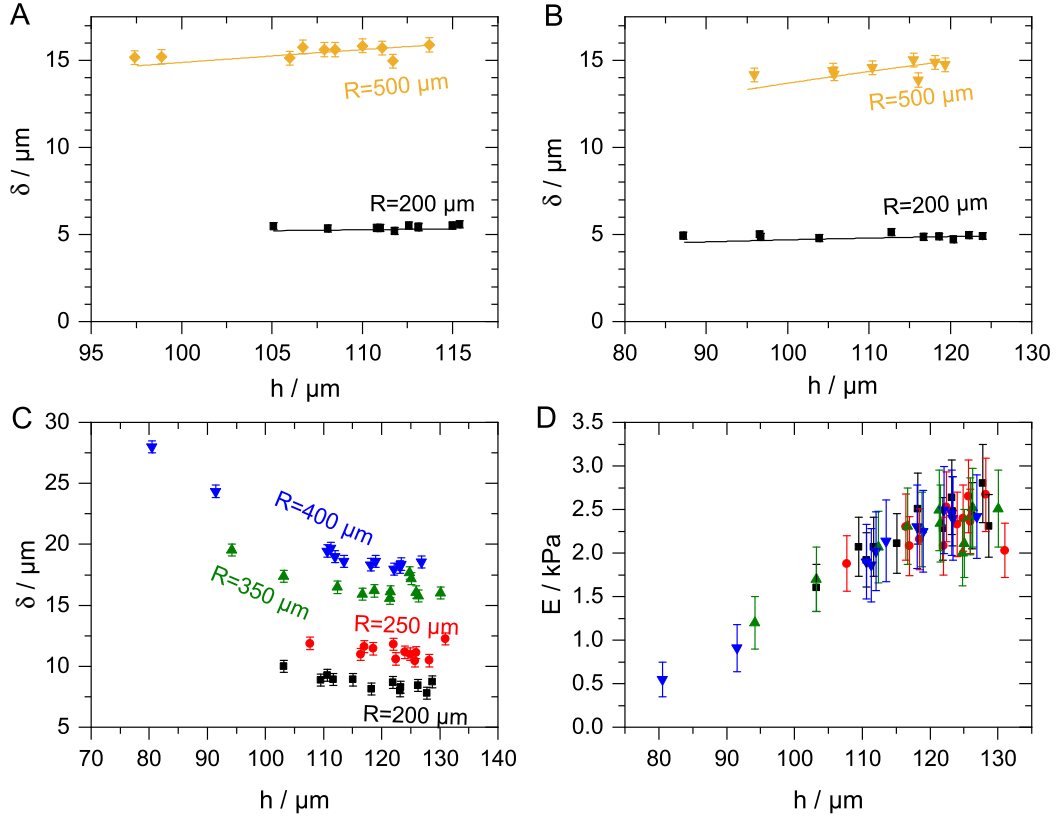 A
δ / µm
15
10
5
0
R=500 µm
R=200 µm
95
100
105
110
115
h / µm
B
δ / µm
15
10
5
0
R=500 µm
R=200 µm
80
90
100
110
120
130
h / µm
C
δ / µm
30
25
20
15
10
5
R=400 µm
R=350 µm
R=250 µm
R=200 µm
70
80
90
100
110
120
130
140
h / µm
D
E / kPa
3.5
3.0
2.5
2.0
1.5
1.0
0.5
0.0
80
90
100
110
120
130
h / µm